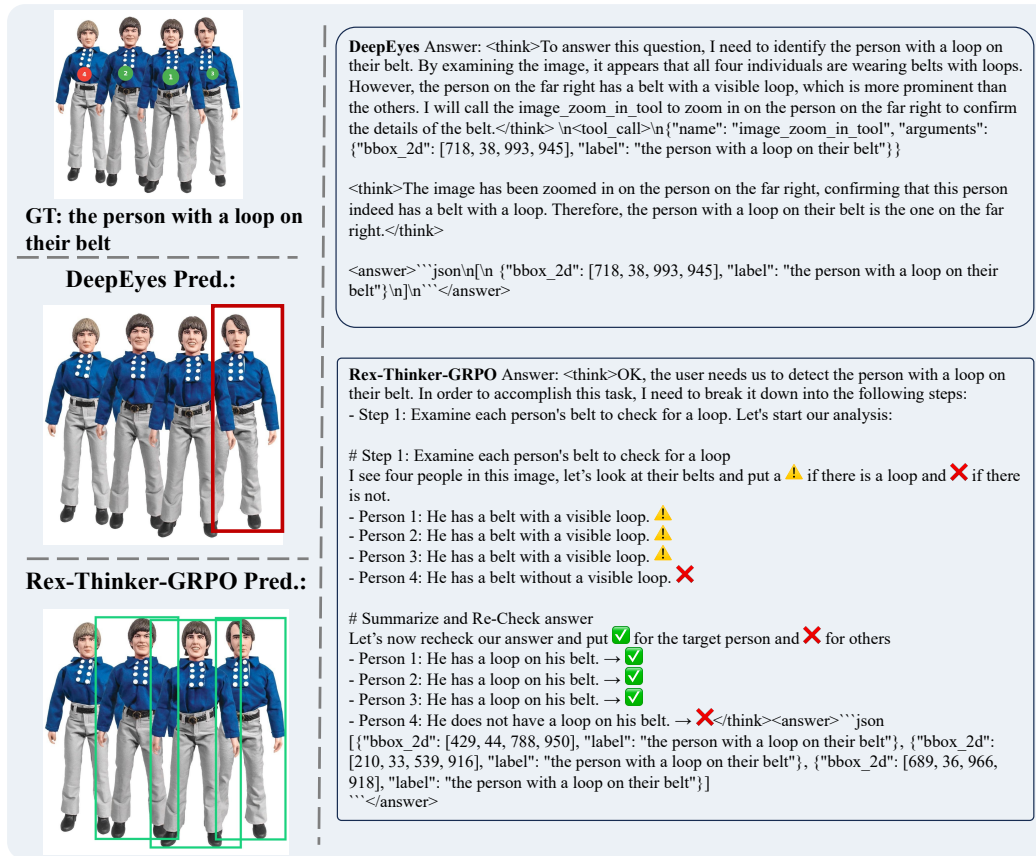 4
2
1
3
GT: the person with a loop on
their belt
DeepEyes Pred.:
Rex-Thinker-GRPO Pred.:
DeepEyes Answer: <think>To answer this question, I need to identify the person with a loop on
their belt. By examining the image, it appears that all four individuals are wearing belts with loops.
However, the person on the far right has a belt with a visible loop, which is more prominent than
the others. I will call the image_zoom_in_tool to zoom in on the person on the far right to confirm
the details of the belt.</think> \n<tool_call>\n{"name": "image_zoom_in_tool", "arguments":
{"bbox_2d": [718, 38, 993, 945], "label": "the person with a loop on their belt"}}
<think>The image has been zoomed in on the person on the far right, confirming that this person
indeed has a belt with a loop. Therefore, the person with a loop on their belt is the one on the far
right.</think>
<answer>```json\n[\n {"bbox_2d": [718, 38, 993, 945], "label": "the person with a loop on their
belt"}\n]\n```</answer>
Rex-Thinker-GRPO Answer: <think>OK, the user needs us to detect the person with a loop on
their belt. In order to accomplish this task, I need to break it down into the following steps:
- Step 1: Examine each person's belt to check for a loop. Let's start our analysis:
# Step 1: Examine each person's belt to check for a loop
I see four people in this image, let’s look at their belts and put a ⚠️ if there is a loop and ❌ if there
is not.
- Person 1: He has a belt with a visible loop. ⚠️
- Person 2: He has a belt with a visible loop. ⚠️
- Person 3: He has a belt with a visible loop. ⚠️
- Person 4: He has a belt without a visible loop. ❌
# Summarize and Re-Check answer
Let’s now recheck our answer and put ✅ for the target person and ❌ for others
- Person 1: He has a loop on his belt. → ✅
- Person 2: He has a loop on his belt. → ✅
- Person 3: He has a loop on his belt. → ✅
- Person 4: He does not have a loop on his belt. → ❌</think><answer>```json
[{"bbox_2d": [429, 44, 788, 950], "label": "the person with a loop on their belt"}, {"bbox_2d":
[210, 33, 539, 916], "label": "the person with a loop on their belt"}, {"bbox_2d": [689, 36, 966,
918], "label": "the person with a loop on their belt"}]
```</answer>